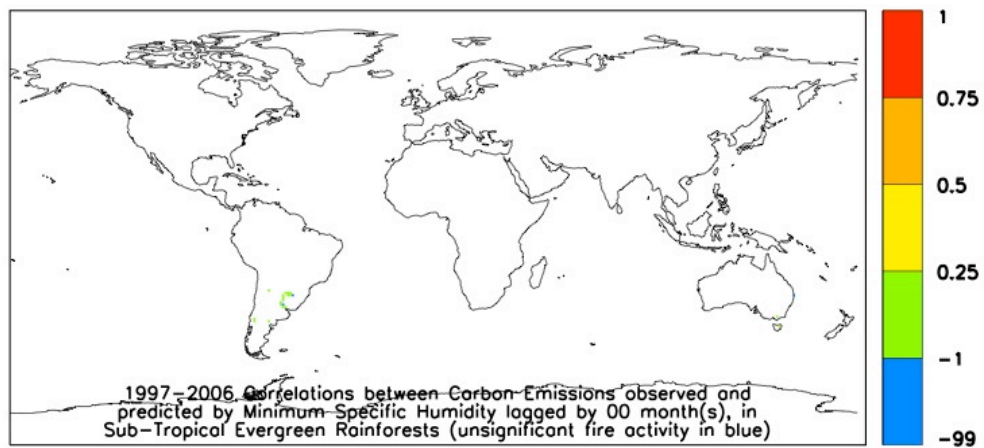 1
0.75
0.5
0.25
-1
-99
1997-2006 Correlations between Carbon Emissions observed and
predicted by Minimum Specific Humidity lagged by 00 month(s), in
Sub-Tropical Evergreen Rainforests (unsignificant fire activity in blue)